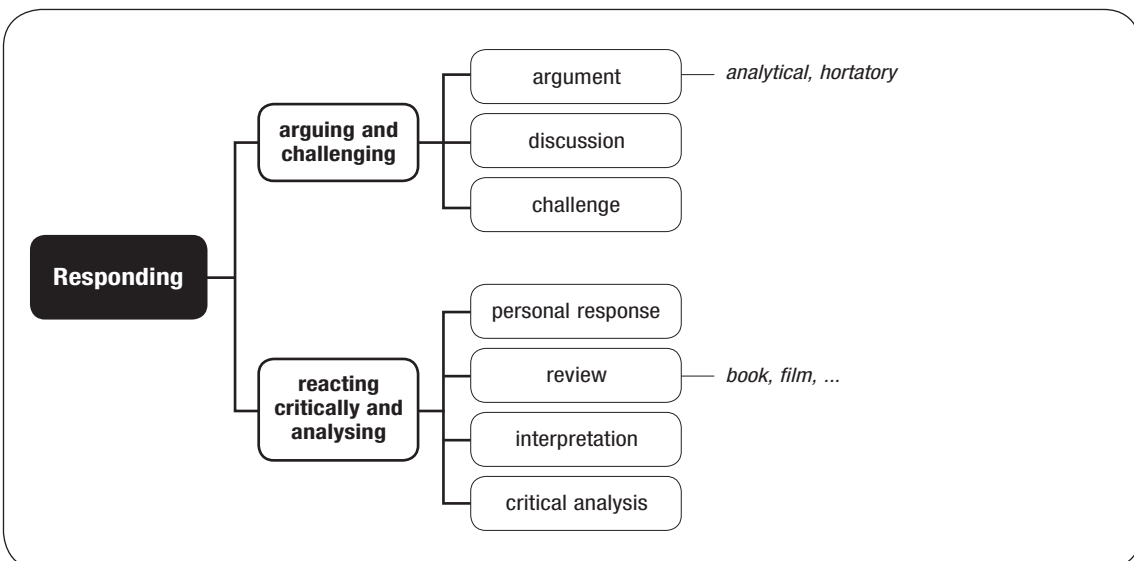 Responding
arguing and
challenging
argument
analytical, hortatory
discussion
challenge
reacting
critically and
analysing
personal response
review
book, film, ...
interpretation
critical analysis